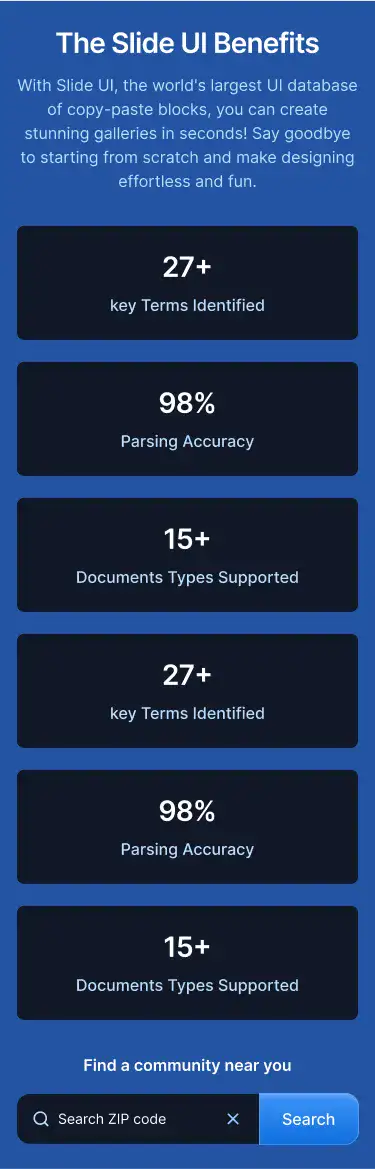 The Slide UI Benefits
With Slide UI, the world's largest UI database
of copy-paste blocks, you can create
stunning galleries in seconds! Say goodbye
to starting from scratch and make designing
effortless and fun.
27+
key Terms Identified
98%
Parsing Accuracy
15+
Documents Types Supported
27+
key Terms Identified
98%
Parsing Accuracy
15+
Documents Types Supported
Find a community near you
Search ZIP code
Search